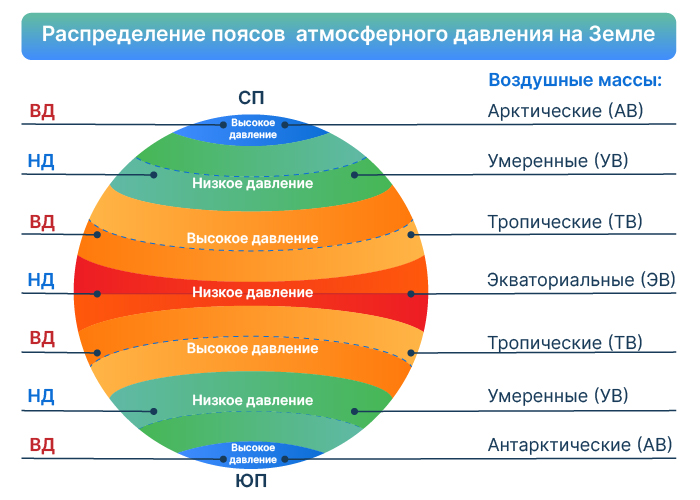 Распределение поясов атмосферного давления на Земле
Воздушные массы:
СП
ВД
Высокое
давление
Арктические (АВ)
НД
Низкое давление
Умеренные (УВ)
ВД
Высокое давление
Тропические (ТВ)
НД
Низкое давление
Экваториальные (ЭВ)
ВД
Высокое давление
Тропические (ТВ)
НД
Низкое давление
Умеренные (УВ)
ВД
Высокое
давление
Антарктические (АВ)
ЮП